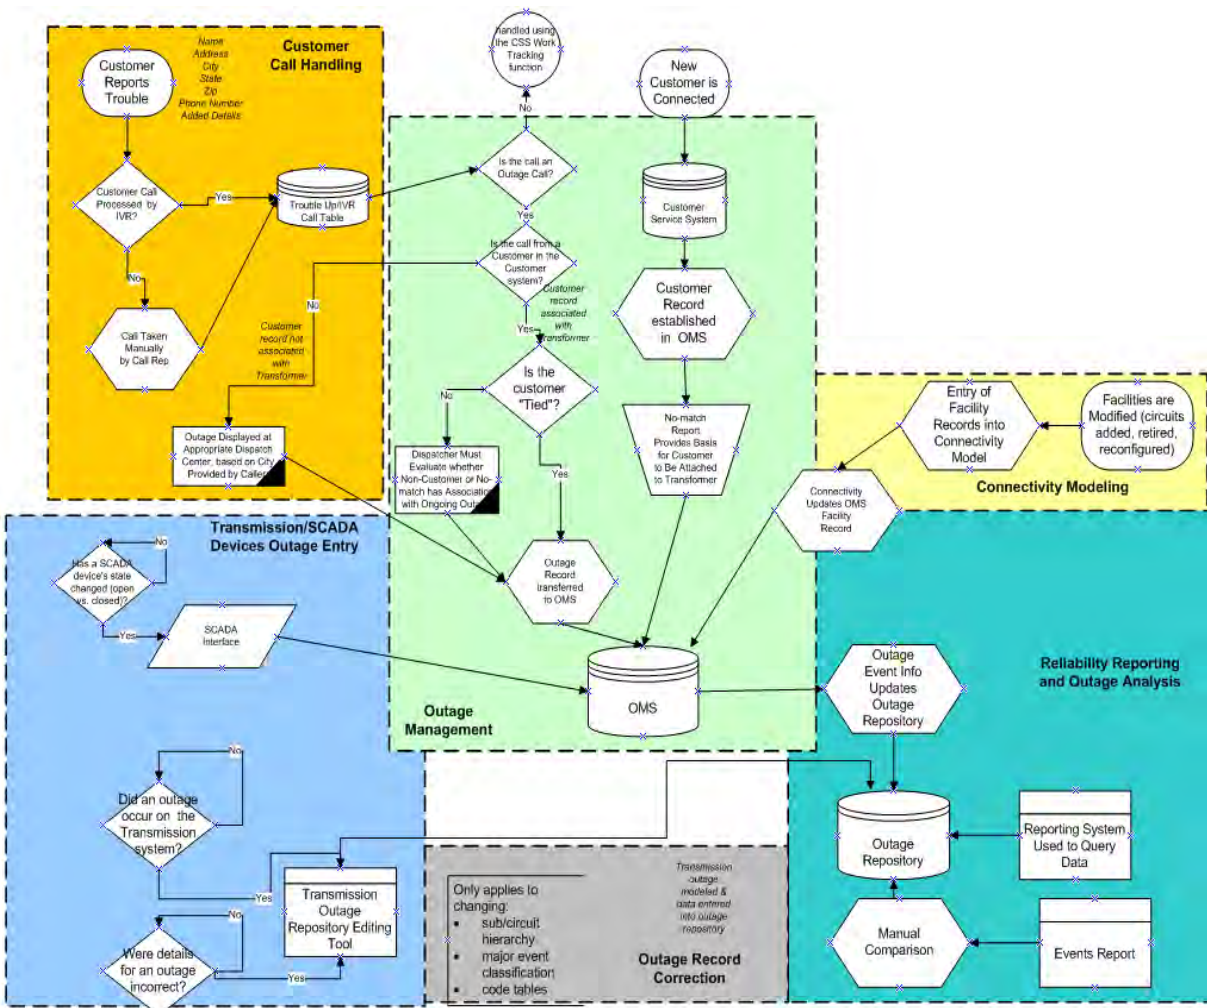 Customer
Call Handling
Customer
Reports
Trouble
Name
Address
City
State
Zip
Phone Number
Added Details
Customer Call
Processed by
IVR?
Yes
No
Trouble Up/IVR
Call Table
Call Taken
Manually
by Call Rep
Customer
record not
associated
with
Transformer
No
Outage Displayed at
Appropriate Dispatch
Center, based on City
Provided by Caller
handled using
the CSS Work
Tracking
function
No
Is the call an
Outage Call?
Yes
Is the call from a
Customer in the
Customer
system?
Customer
record
associated
with
transformer
Yes
Is the
customer
"Tied"?
No
Yes
Dispatcher Must
Evaluate whether
Non-Customer or No-
match has Association
with Ongoing
Outage
Record
transferred
to OMS
New
Customer is
Connected
Customer
Service System
Customer
Record
established
in OMS
No-match
Report
Provides Basis
for Customer
to Be Attached
to Transformer
OMS
Outage
Management
Entry of
Facility
Records into
Connectivity
Model
Facilities are
Modified (circuits
added, retired,
reconfigured)
Connectivity Modeling
Connectivity
Updates OMS
Facility
Record
Transmission/SCADA
Devices Outage Entry
Has a SCADA
device's state
changed (open
vs. closed)?
No
Yes
SCADA
Interface
Did an outage
occur on the
Transmission
system?
No
Yes
Transmission
Outage
Repository Editing
Tool
Were details
for an outage
incorrect?
No
Yes
Only applies to
changing:
• sub/circuit
hierarchy
• major event
classification
• code tables
Transmission
outage
modeled &
data entered
into outage
repository
Outage Record
Correction
Reliability Reporting
and Outage Analysis
Outage
Event Info
Updates
Outage
Repository
Outage
Repository
Reporting System
Used to Query
Data
Manual
Comparison
Events Report